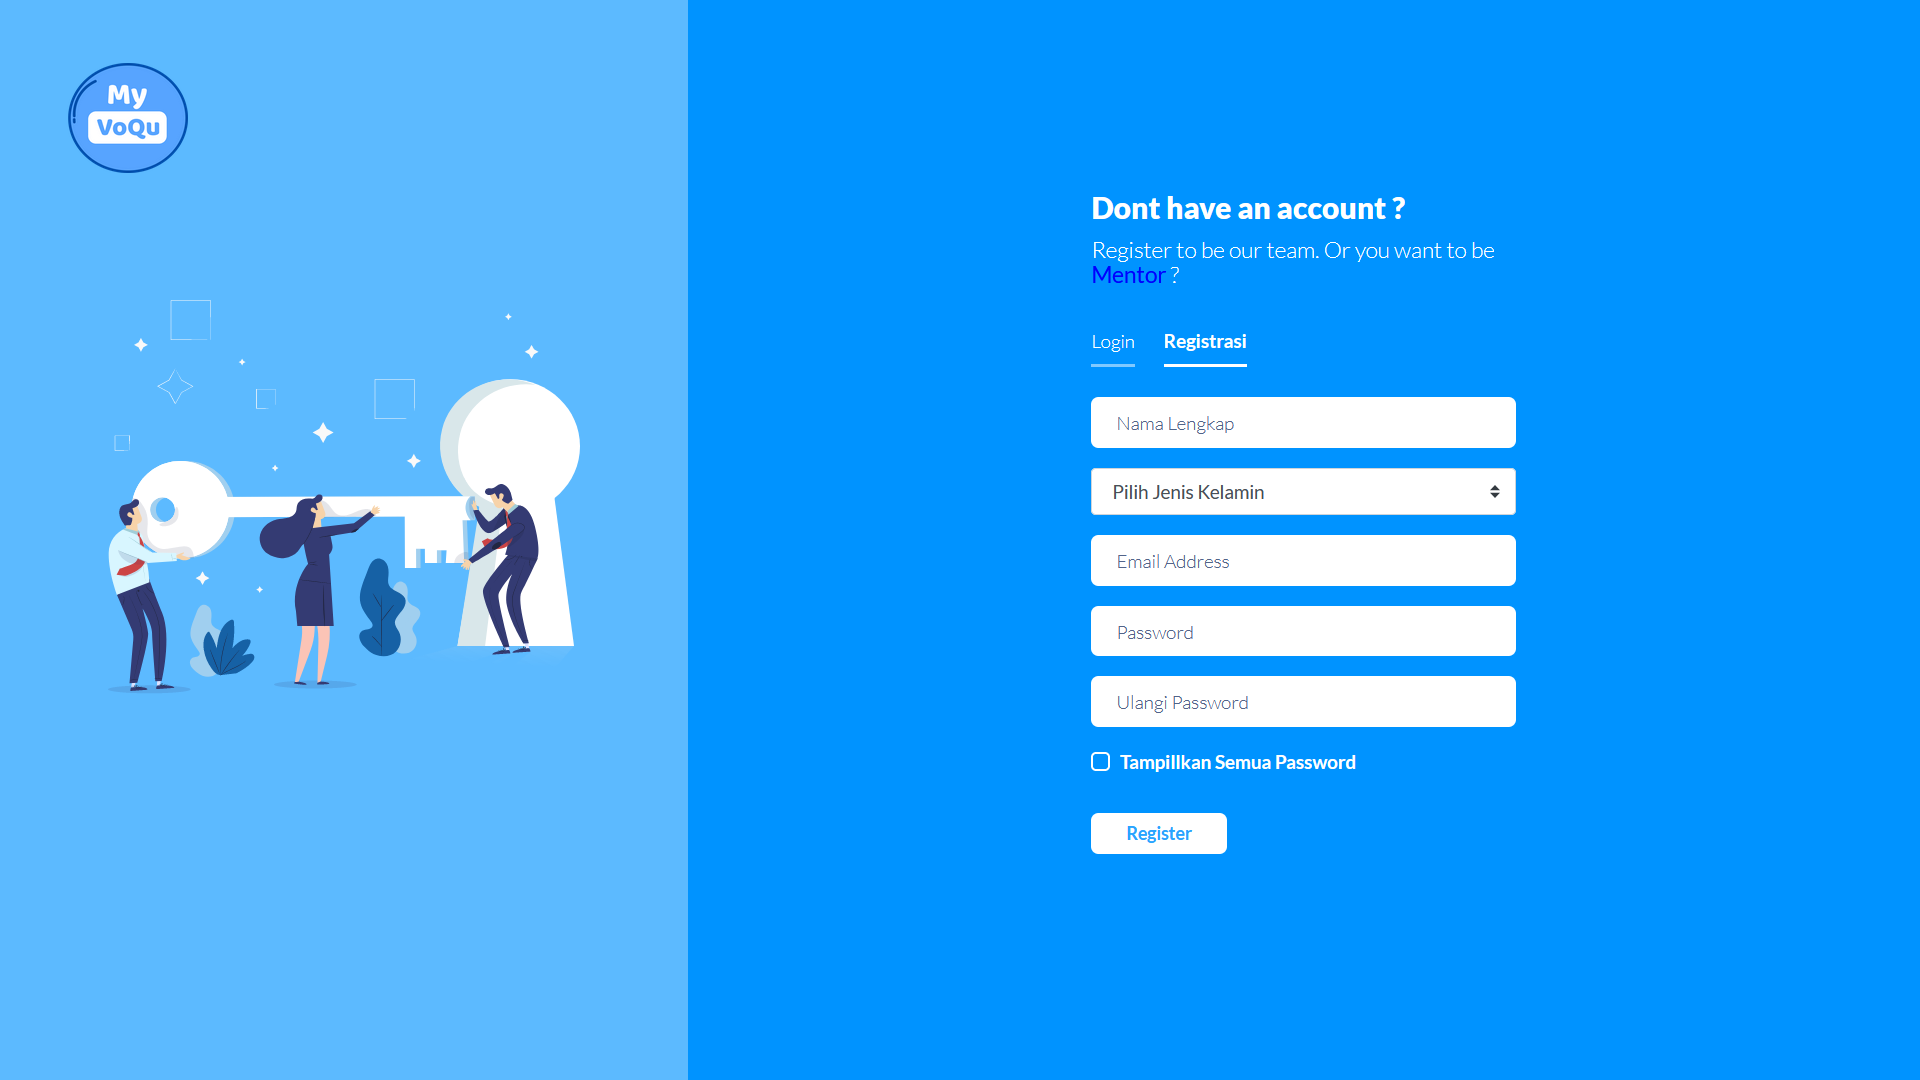 My
VoQu
Dont have an account ?
Register to be our team. Or you want to be
Mentor ?
Login Registrasi
Nama Lengkap
Pilih Jenis Kelamin
Email Address
Password
Ulangi Password
Tampillkan Semua Password
Register